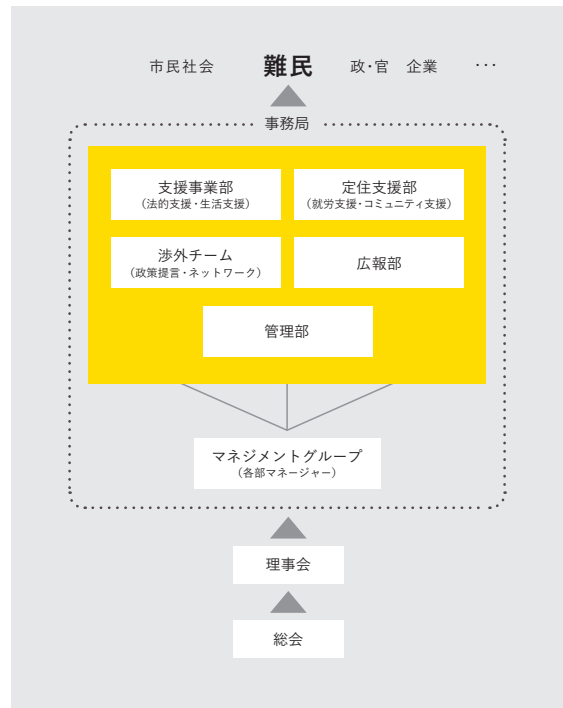 市民社会 難民 政・官 企業 ･･･
事務局
支援事業部
（法的支援・生活支援）
定住支援部
（就労支援・コミュニティ支援）
渉外チーム
（政策提言・ネットワーク）
広報部
管理部
マネジメントグループ
（各部マネージャー）
理事会
総会